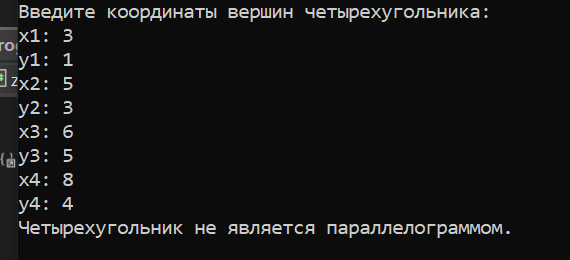 Введите координаты вершин четырехугольника:
x1: 3
y1: 1
x2: 5
y2: 3
x3: 6
y3: 5
x4: 8
y4: 4
Четырехугольник не является параллелограммом.